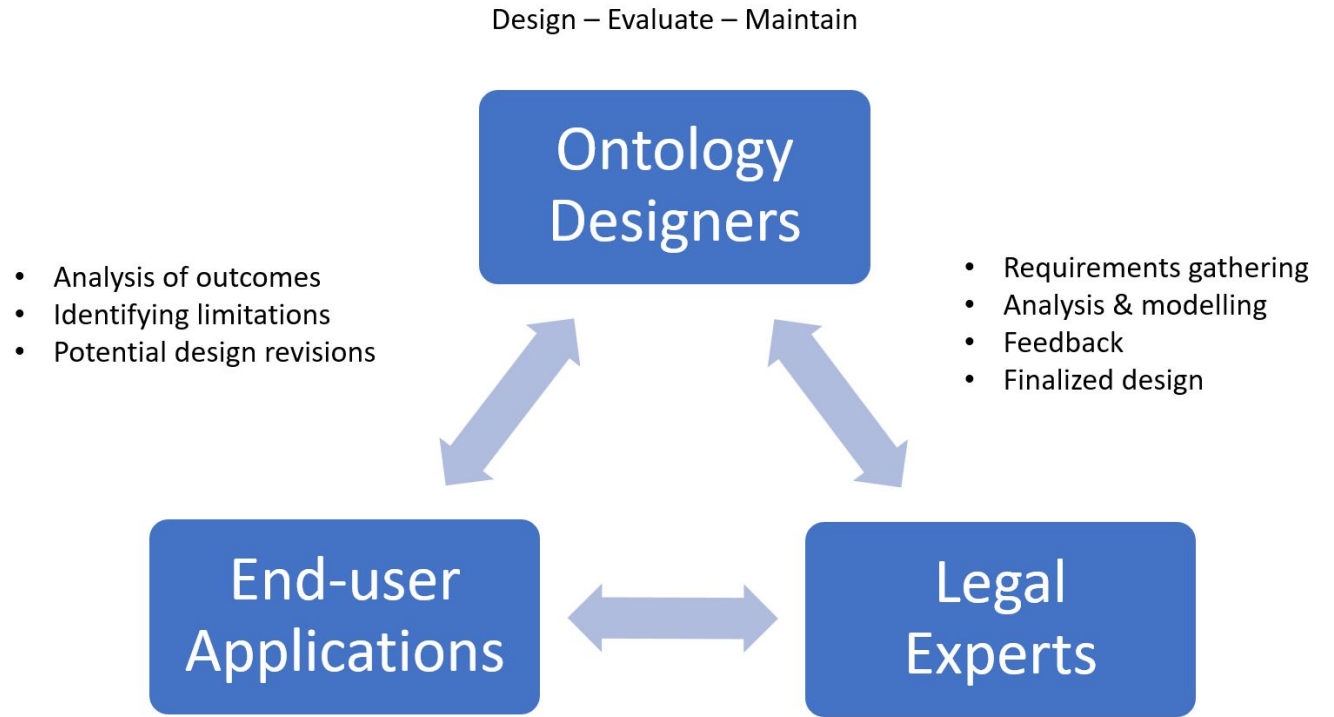 Design – Evaluate – Maintain
Ontology
Designers
• Analysis of outcomes
• Identifying limitations
• Potential design revisions
• Requirements gathering
• Analysis & modelling
• Feedback
• Finalized design
End-user
Applications
Legal
Experts